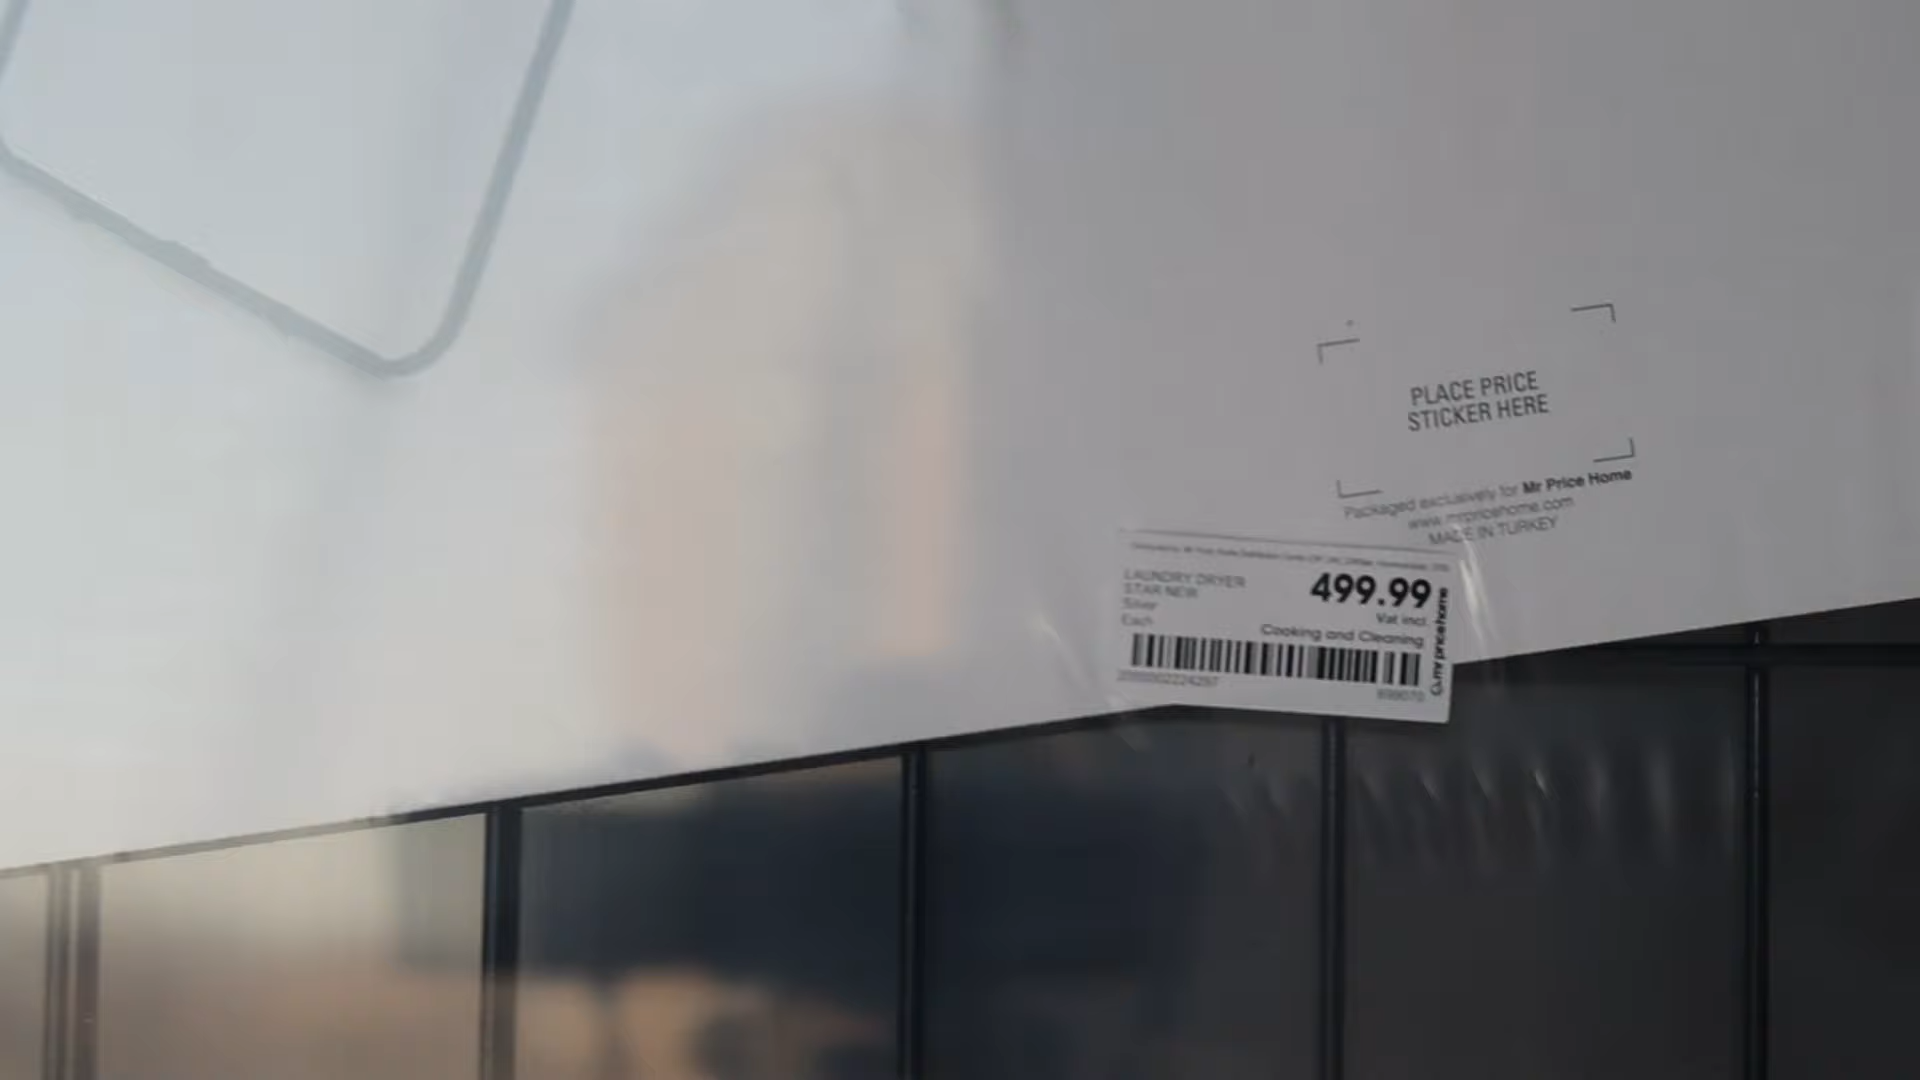 PLACE PRICE
STICKER HERE
Packaged exclusively for Mr Price Home
www.mrpricehome.com
MADE IN TURKEY
LAUNDRY DRYER
499.99
STAR NEW
Silver
Vat incl.
Each
Cooking and Cleaning
mr price home